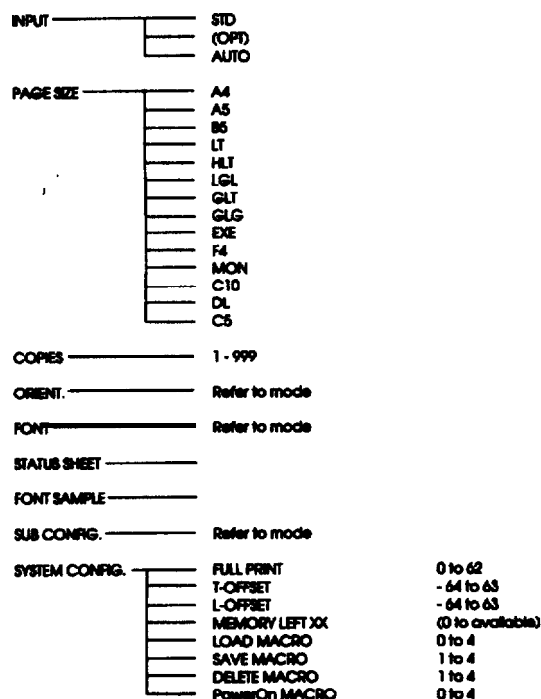 INPUT STD
(OPT)
AUTO
PAGE SIZE A4
A5
B5
LT
HLT
LGL
GLT
GLG
EXE
F4
MON
C10
DL
C5
COPIES 1 - 999
ORIENT. Refer to mode
FONT Refer to mode
STATUS SHEET
FONT SAMPLE
SUB CONFIG. Refer to mode
SYSTEM CONFIG. FULL PRINT 0 to 62
T-OFFSET - 64 to 63
L-OFFSET - 64 to 63
MEMORY LEFT XX (0 to available)
LOAD MACRO 0 to 4
SAVE MACRO 1 to 4
DELETE MACRO 1 to 4
PowerOn MACRO 0 to 4